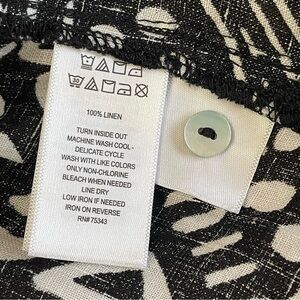 30
100% LINEN
TURN INSIDE OUT
MACHINE WASH COOL -
DELICATE CYCLE
WASH WITH LIKE COLORS
ONLY NON-CHLORINE
BLEACH WHEN NEEDED
LINE DRY
LOW IRON IF NEEDED
IRON ON REVERSE
RN# 75343